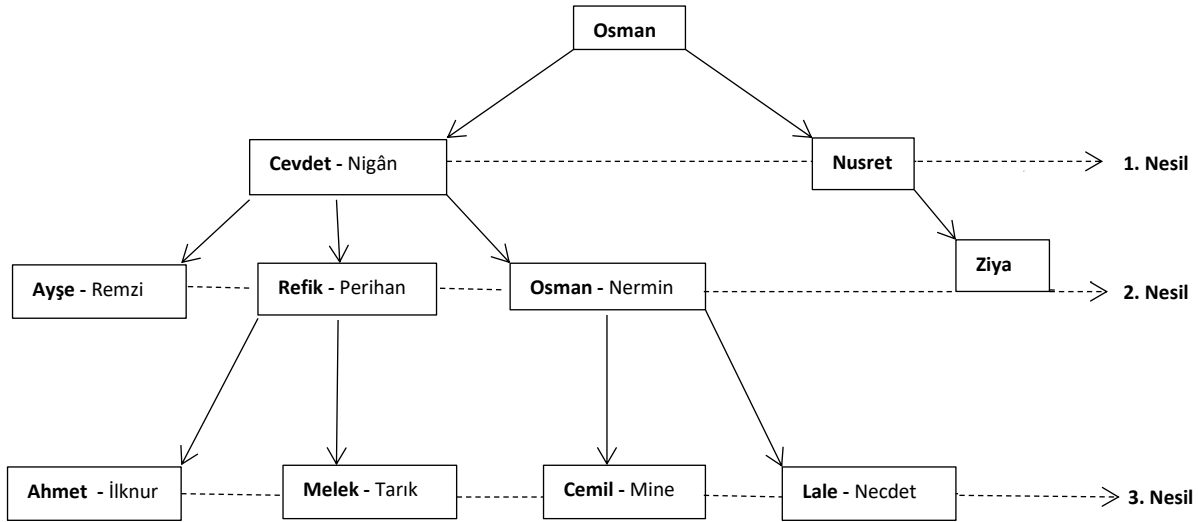 Osman
Cevdet - Nigân
Nusret
1. Nesil
Ziya
Ayşe - Remzi
Refik - Perihan
Osman - Nermin
2. Nesil
Ahmet - İlknur
Melek - Tarık
Cemil - Mine
Lale - Necdet
3. Nesil